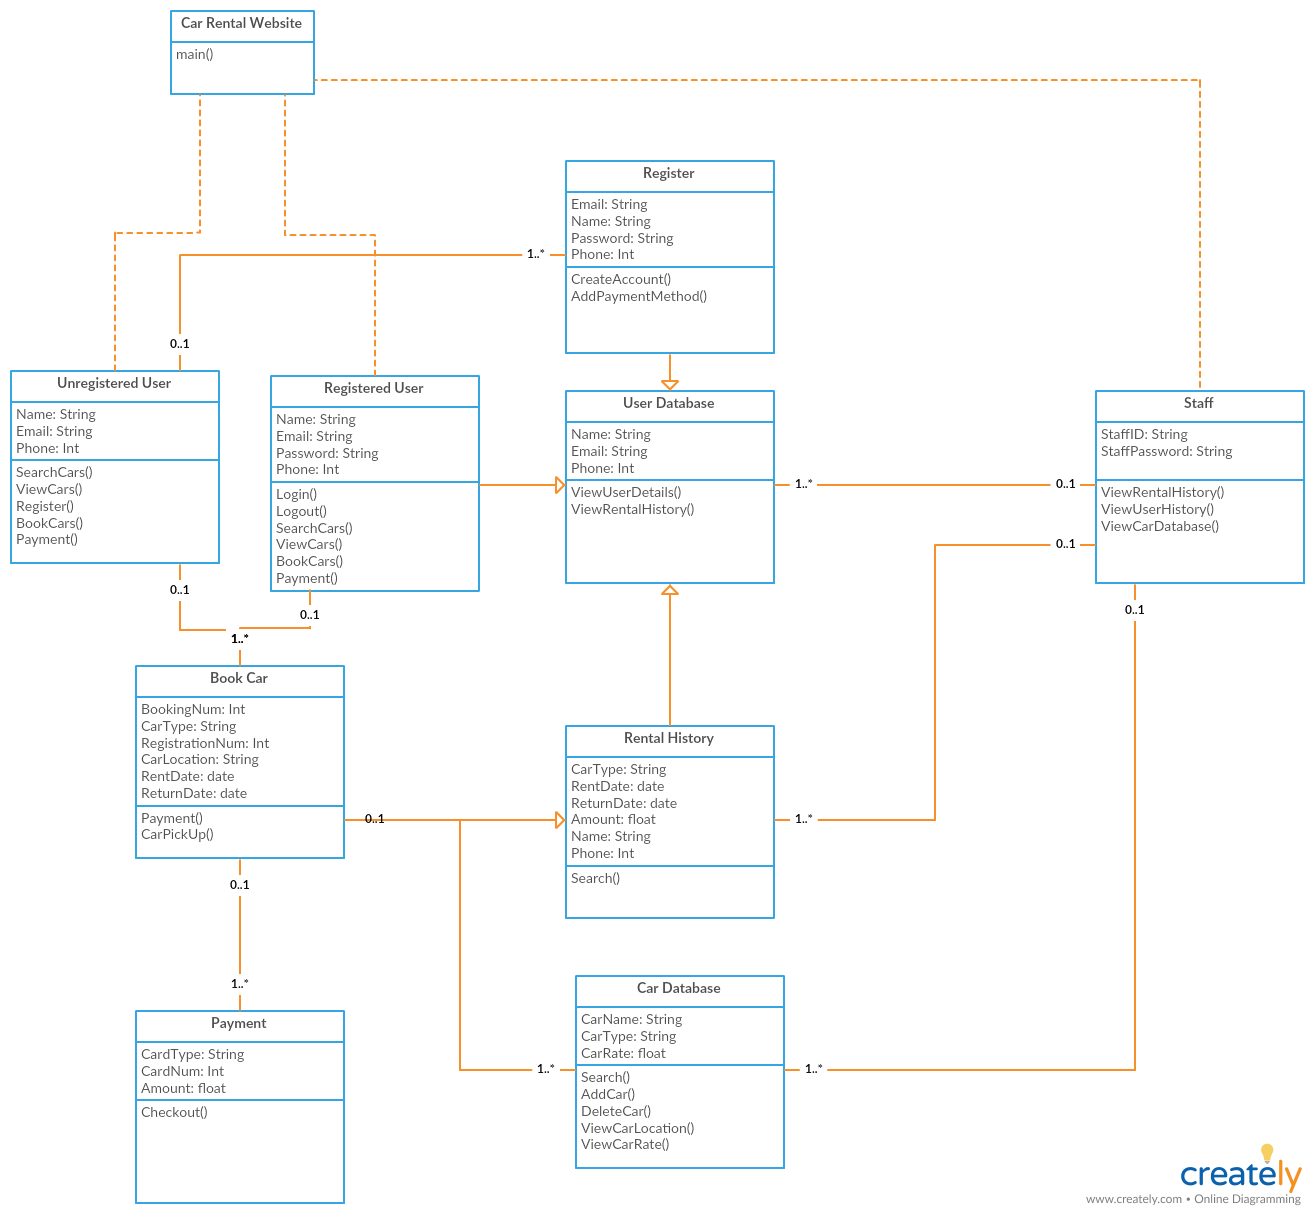 Car Rental Website
main()
Register
Email: String
Name: String
Password: String
Phone: Int
CreateAccount()
AddPaymentMethod()
1..*
0..1
Unregistered User
Name: String
Email: String
Phone: Int
SearchCars()
ViewCars()
Register()
BookCars()
Payment()
Registered User
Name: String
Email: String
Password: String
Phone: Int
Login()
Logout()
SearchCars()
ViewCars()
BookCars()
Payment()
User Database
Name: String
Email: String
Phone: Int
ViewUserDetails()
ViewRentalHistory()
1..*
0..1
Staff
StaffID: String
StaffPassword: String
ViewRentalHistory()
ViewUserHistory()
ViewCarDatabase()
0..1
0..1
0..1
0..1
1..*
Book Car
BookingNum: Int
CarType: String
RegistrationNum: Int
CarLocation: String
RentDate: date
ReturnDate: date
Payment()
CarPickUp()
0..1
Rental History
CarType: String
RentDate: date
ReturnDate: date
Amount: float
Name: String
Phone: Int
Search()
1..*
0..1
1..*
Payment
CardType: String
CardNum: Int
Amount: float
Checkout()
Car Database
CarName: String
CarType: String
CarRate: float
Search()
AddCar()
DeleteCar()
ViewCarLocation()
ViewCarRate()
1..*
1..*
creately
www.creately.com • Online Diagramming